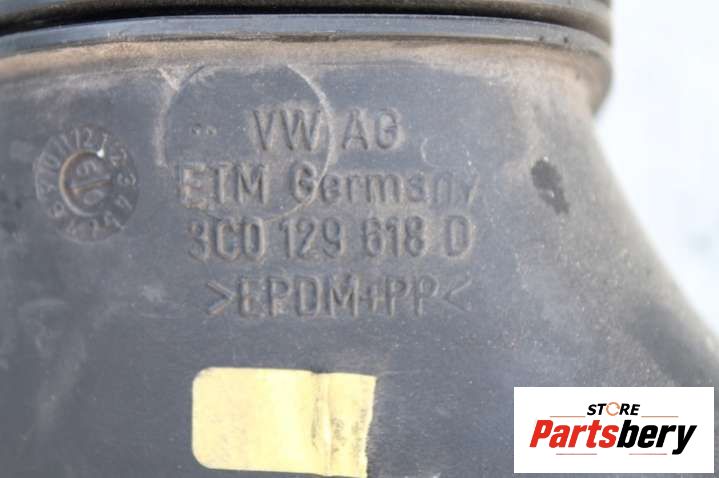 VW AG
ETM Germany
3C0 129 618 D
>EPDM+PP<
STORE
Partsbery